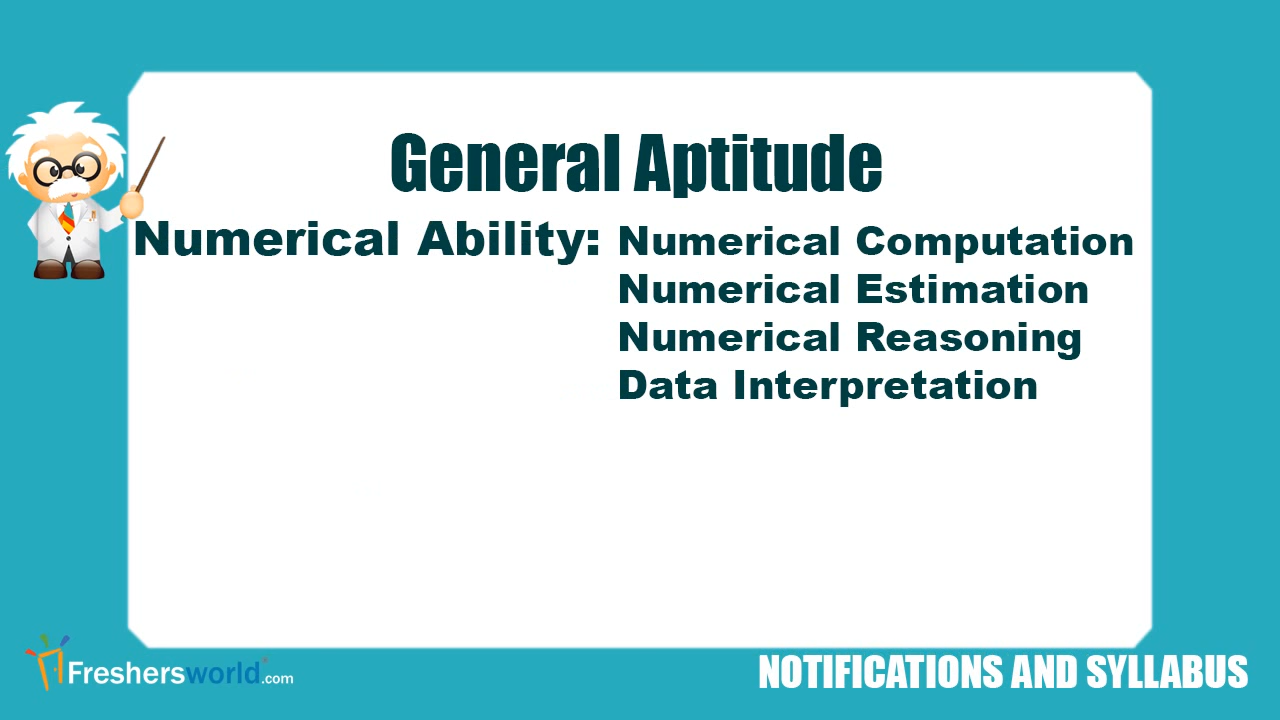 General Aptitude
Numerical Ability: Numerical Computation
Numerical Estimation
Numerical Reasoning
Data Interpretation
Freshersworld.com
NOTIFICATIONS AND SYLLABUS